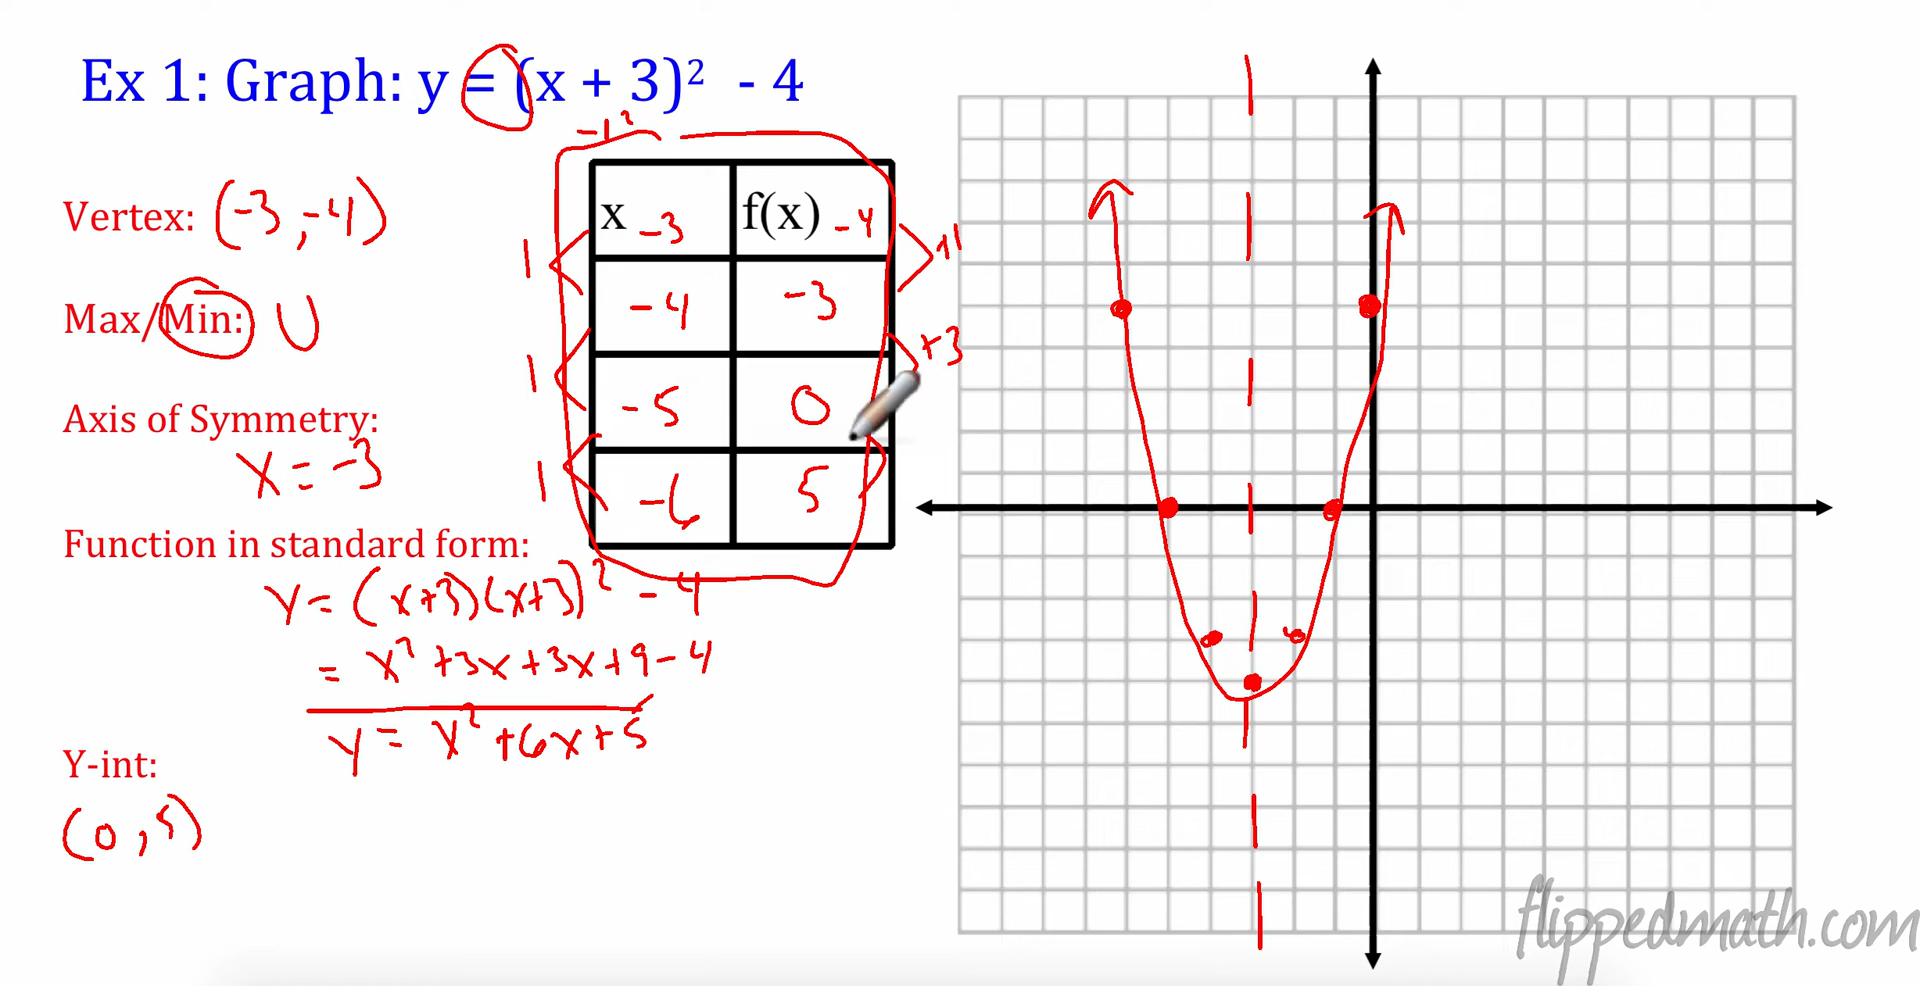 Ex 1: Graph: y = (x + 3)² - 4
-1²
Vertex: (-3, -4)
Max/Min: U
Axis of Symmetry:
x = -3
x -3 f(x) -4
-4 -3
-5 0
-6 5
1
1
1
+1
+3
Function in standard form:
y = (x+3)(x+3)² - 4
= x² + 3x + 3x + 9 - 4
y = x² + 6x + 5
Y-int:
(0, 5)
flippedmath.com